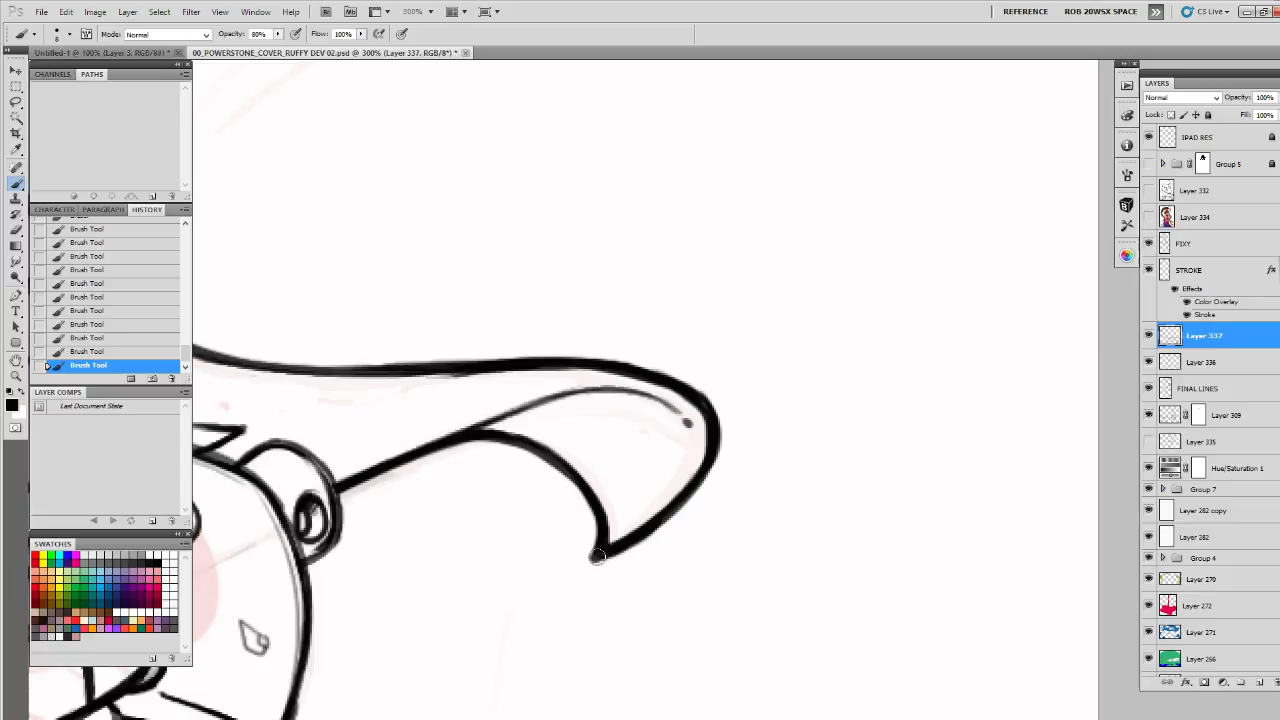 Ps File Edit Image Layer Select Filter View Window Help Br Mb 300% REFERENCE ROB 20WSX SPACE CS Live
8 Mode: Normal Opacity: 80% Flow: 100%
Untitled-1 @ 100% (Layer 3, RGB/8#) * 00_POWERSTONE_COVER_RUFFY DEV 02.psd @ 300% (Layer 337, RGB/8*) *
CHANNELS PATHS
CHARACTER PARAGRAPH HISTORY
Brush Tool
Brush Tool
Brush Tool
Brush Tool
Brush Tool
Brush Tool
Brush Tool
Brush Tool
Brush Tool
Brush Tool
Brush Tool
LAYER COMPS
Last Document State
SWATCHES
LAYERS
Normal Opacity: 100%
Lock: Fill: 100%
IPAD RES
Group 5
Layer 332
Layer 334
FIXY
STROKE fx
Effects
Color Overlay
Stroke
Layer 337
Layer 336
FINAL LINES
Layer 309
Layer 335
Hue/Saturation 1
Group 7
Layer 282 copy
Layer 282
Group 4
Layer 270
Layer 272
Layer 271
Layer 266